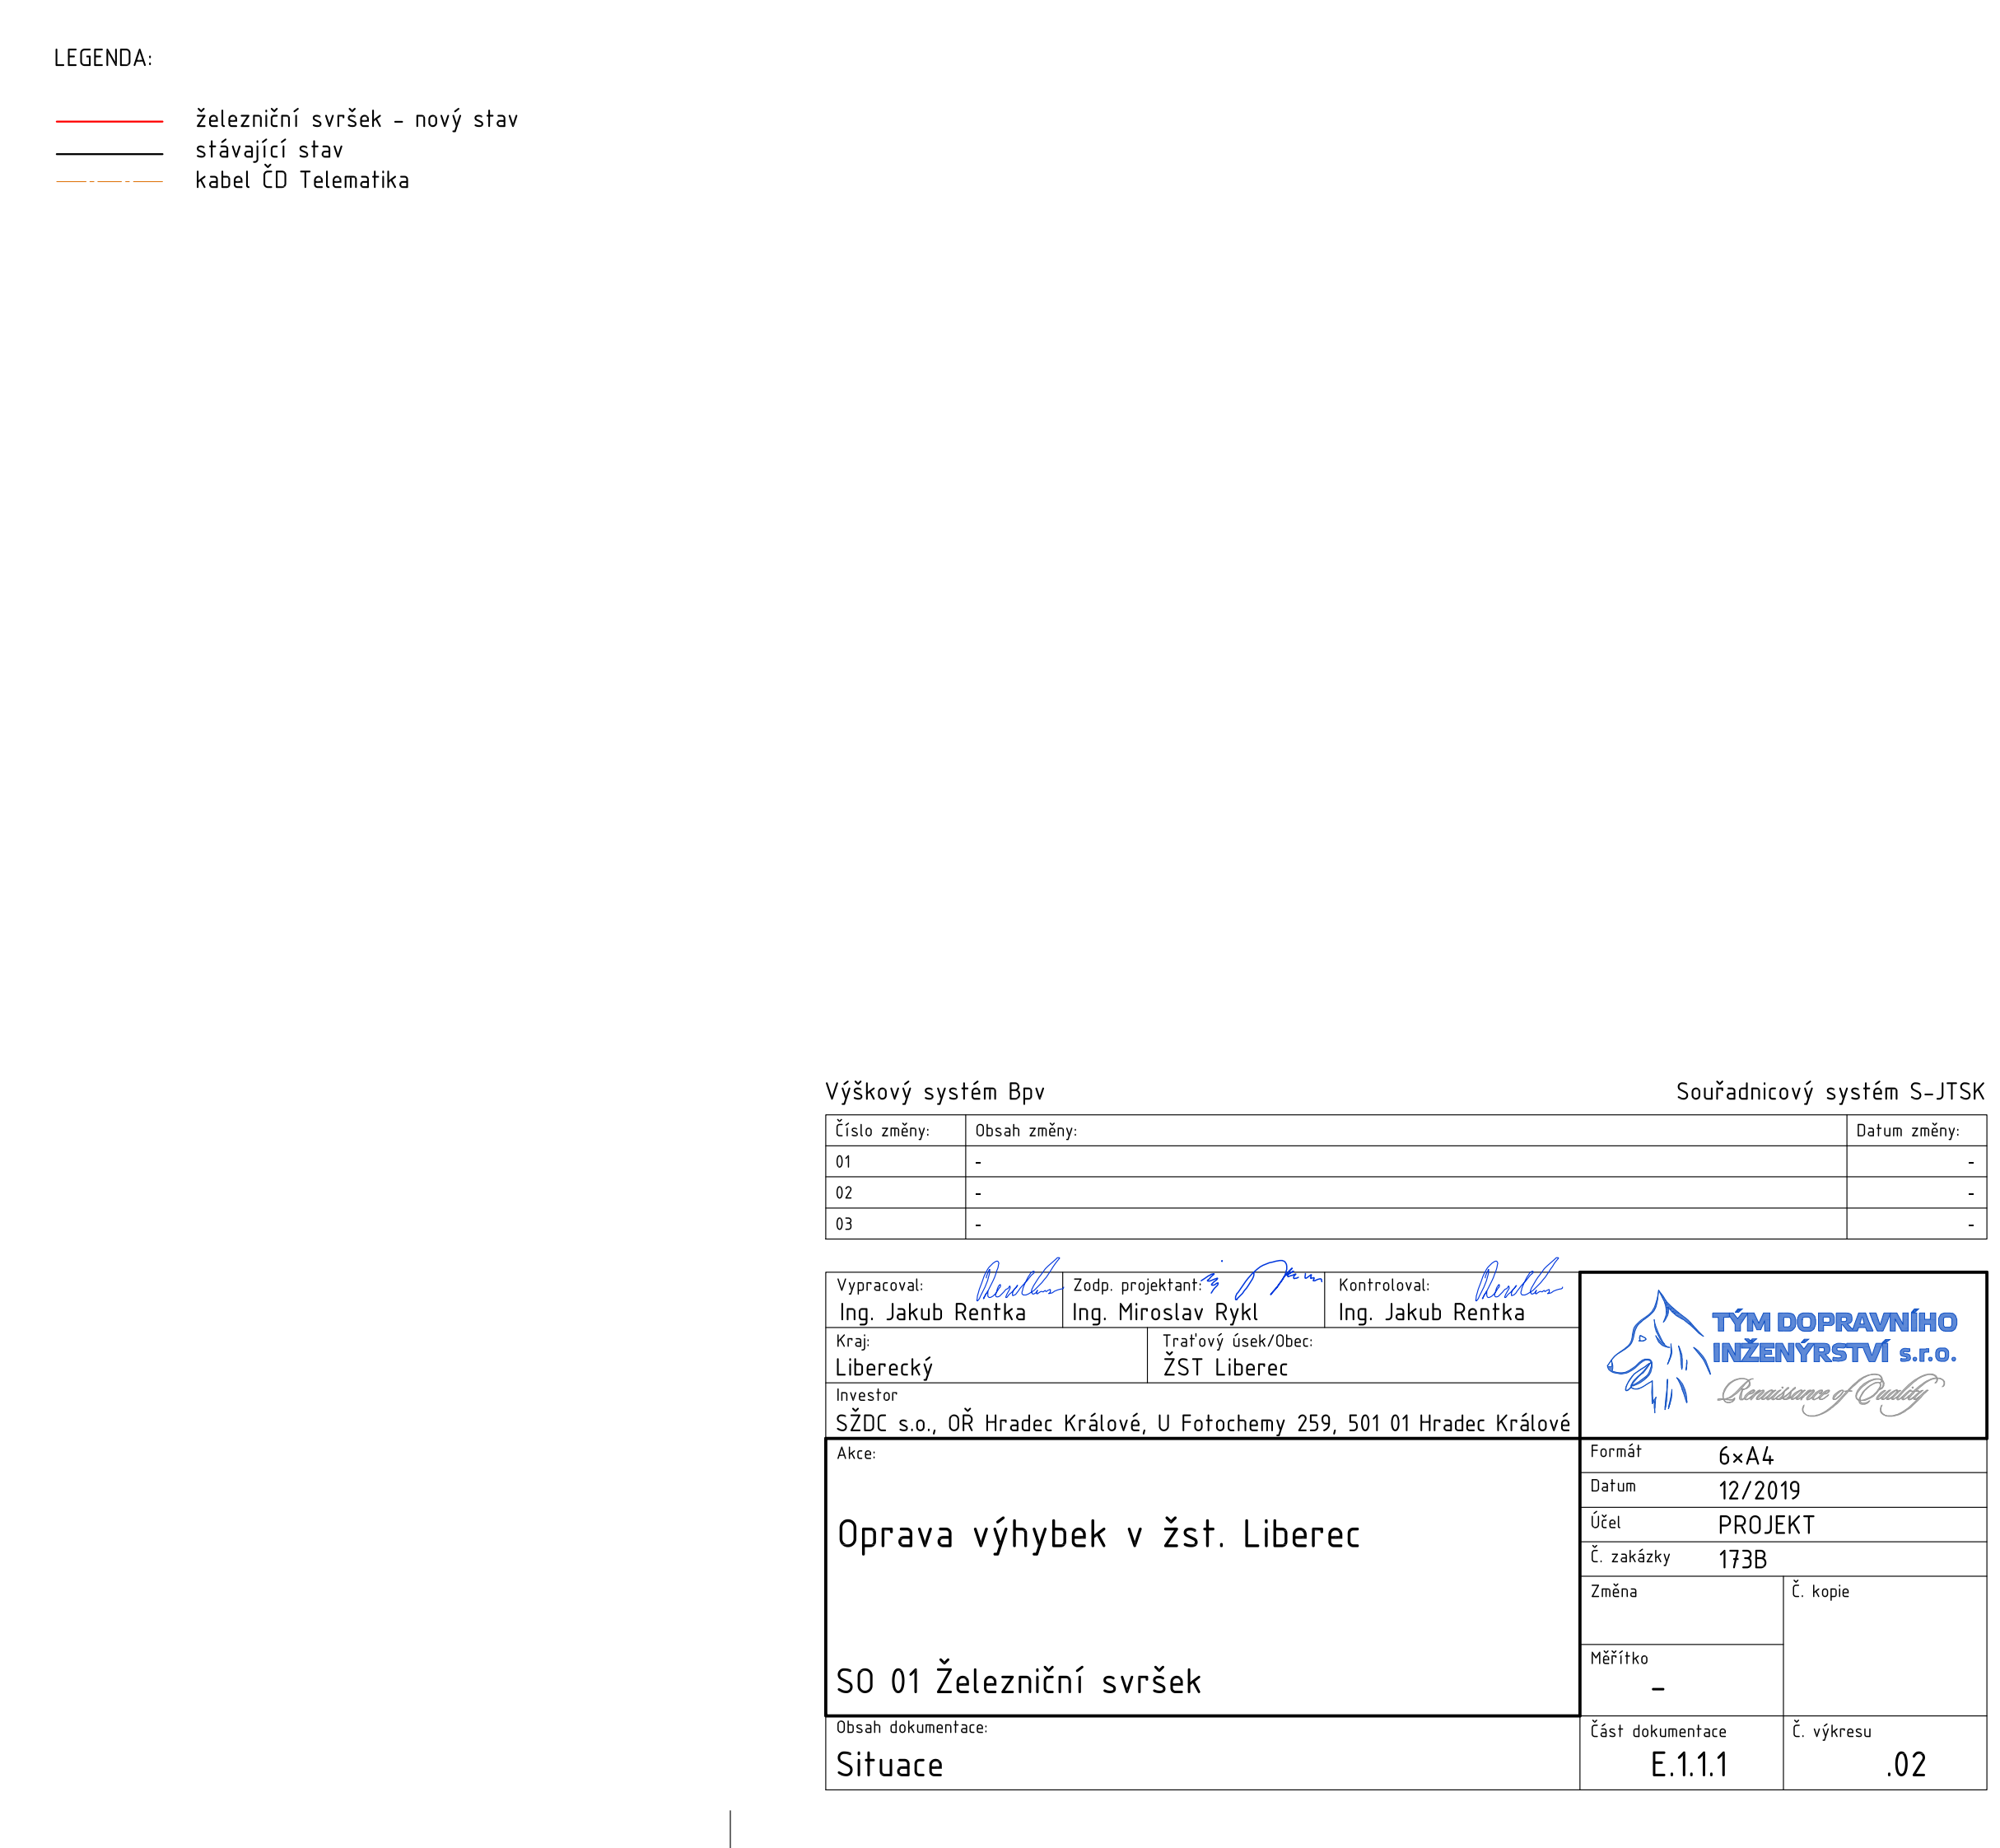 LEGENDA:
železniční svršek - nový stav
stávající stav
kabel ČD Telematika
Výškový systém Bpv
Souřadnicový systém S-JTSK
Číslo změny: Obsah změny: Datum změny:
01 - -
02 - -
03 - -
Vypracoval: Zodp. projektant: Kontroloval:
Ing. Jakub Rentka Ing. Miroslav Rykl Ing. Jakub Rentka
Kraj: Traťový úsek/Obec:
Liberecký ŽST Liberec
Investor
SŽDC s.o., OŘ Hradec Králové, U Fotochemy 259, 501 01 Hradec Králové
TÝM DOPRAVNÍHO
INŽENÝRSTVÍ s.r.o.
Renaissance of Quality
Akce:
Oprava výhybek v žst. Liberec
SO 01 Železniční svršek
Formát 6×A4
Datum 12/2019
Účel PROJEKT
Č. zakázky 173B
Změna Č. kopie
Měřítko
-
Obsah dokumentace:
Situace
Část dokumentace Č. výkresu
E.1.1.1 .02